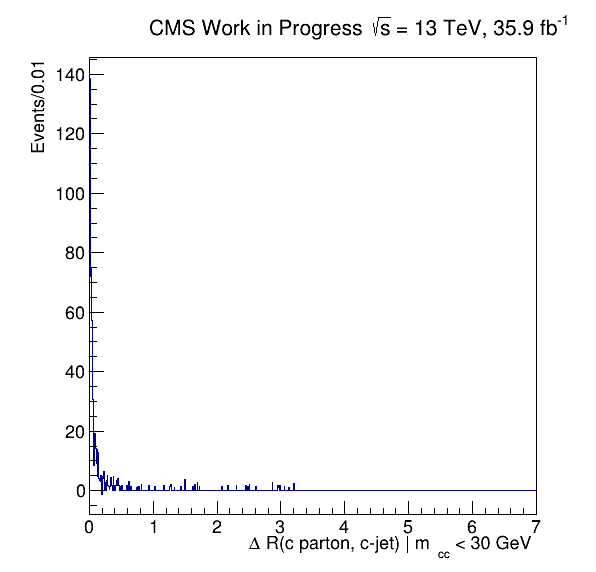 CMS Work in Progress √s = 13 TeV, 35.9 fb⁻¹
Events/0.01
140
120
100
80
60
40
20
0
0 1 2 3 4 5 6 7
Δ R(c parton, c-jet) | m cc < 30 GeV